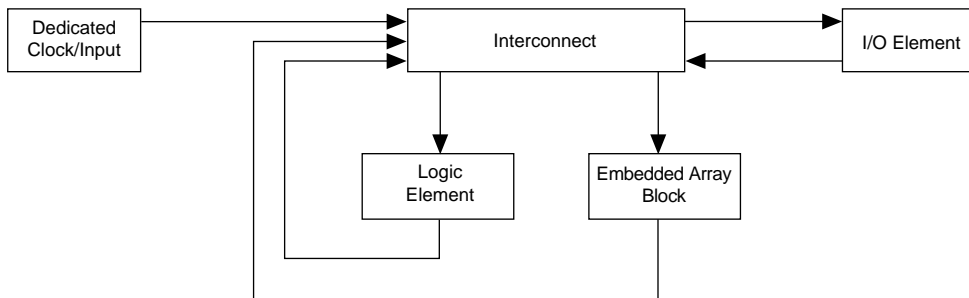 Dedicated
Clock/Input
Interconnect
I/O Element
Logic
Element
Embedded Array
Block